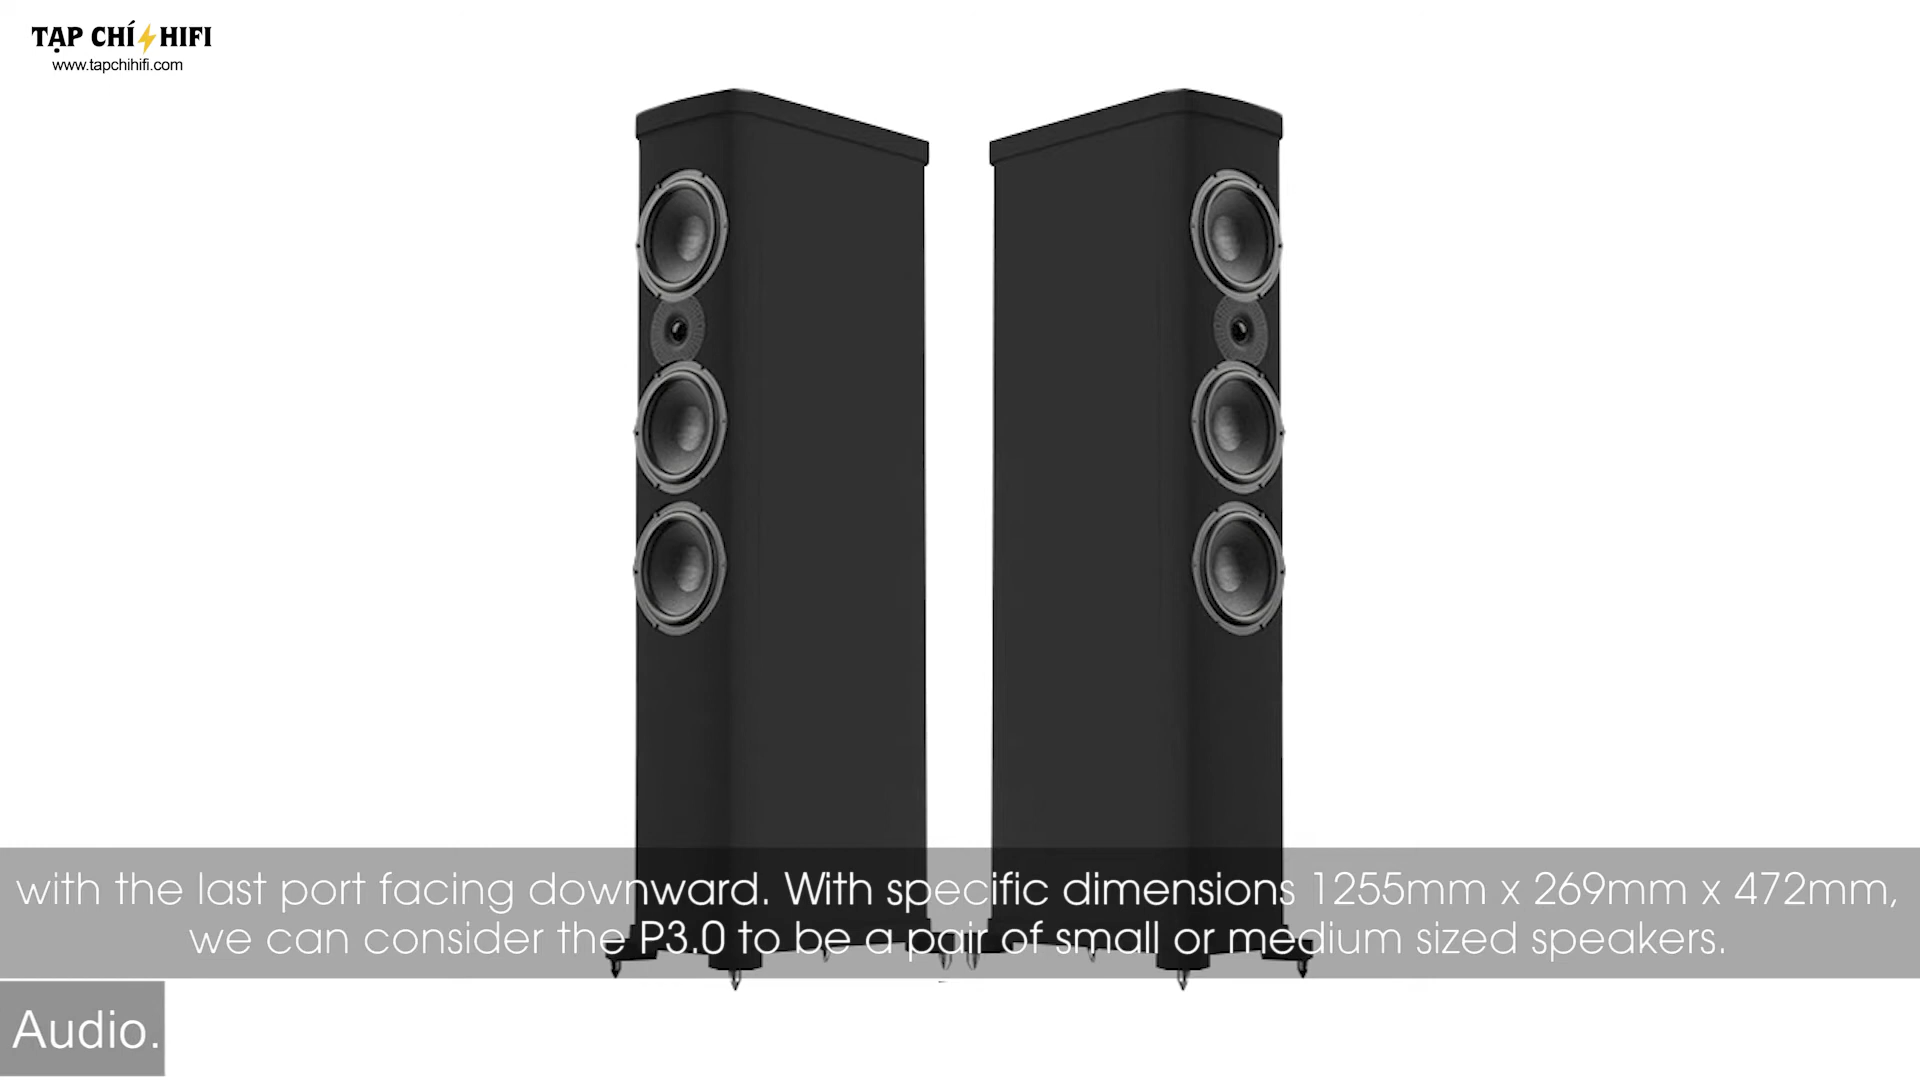 TẠP CHÍ HIFI
www.tapchihifi.com
with the last port facing downward. With specific dimensions 1255mm x 269mm x 472mm,
we can consider the P3.0 to be a pair of small or medium sized speakers.
Audio.